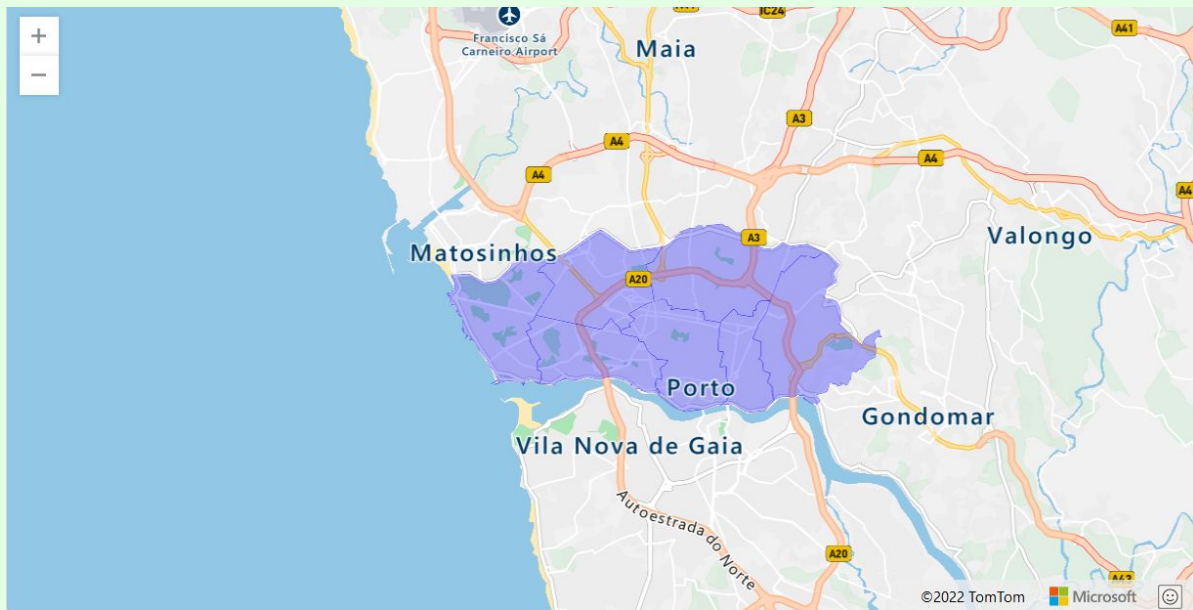 +
−
IC24
A41
Francisco Sá
Carneiro Airport
Maia
A3
A4
A4
A4
A4
Matosinhos
A3
Valongo
A20
Porto
Gondomar
Vila Nova de Gaia
Autoestrada do Norte
A20
©2022 TomTom
Microsoft